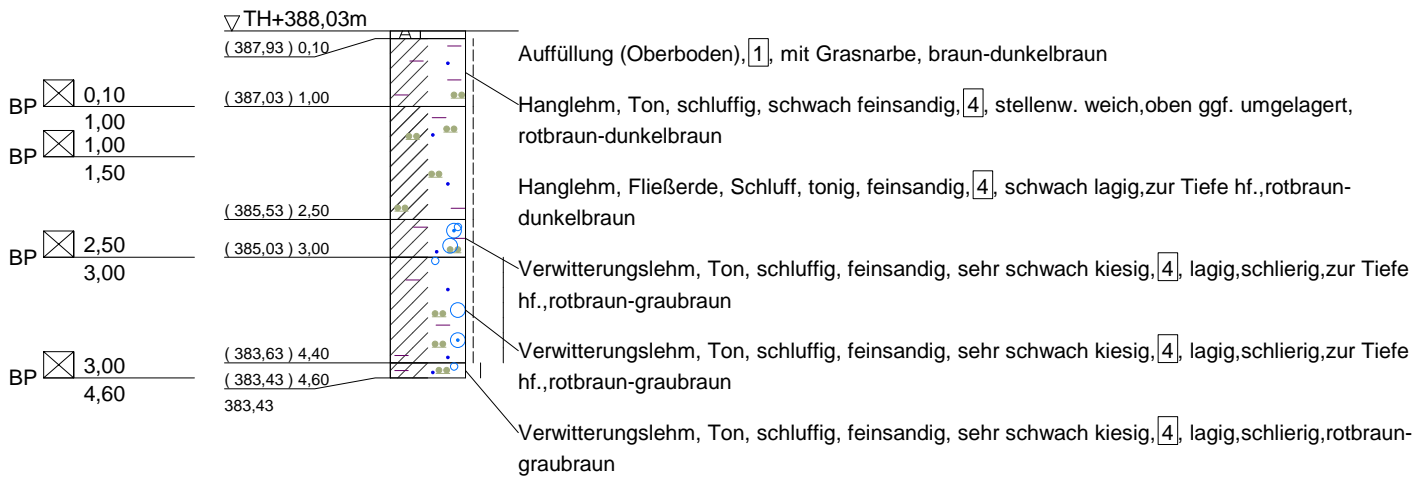 TH+388,03m
A
( 387,93 ) 0,10
Auffüllung (Oberboden), 1, mit Grasnarbe, braun-dunkelbraun
BP 0,10
1,00
( 387,03 ) 1,00
Hanglehm, Ton, schluffig, schwach feinsandig, 4, stellenw. weich,oben ggf. umgelagert,
rotbraun-dunkelbraun
BP 1,00
1,50
Hanglehm, Fließerde, Schluff, tonig, feinsandig, 4, schwach lagig,zur Tiefe hf.,rotbraun-
dunkelbraun
( 385,53 ) 2,50
BP 2,50
3,00
( 385,03 ) 3,00
Verwitterungslehm, Ton, schluffig, feinsandig, sehr schwach kiesig, 4, lagig,schlierig,zur Tiefe
hf.,rotbraun-graubraun
Verwitterungslehm, Ton, schluffig, feinsandig, sehr schwach kiesig, 4, lagig,schlierig,zur Tiefe
hf.,rotbraun-graubraun
( 383,63 ) 4,40
BP 3,00
4,60
( 383,43 ) 4,60
383,43
Verwitterungslehm, Ton, schluffig, feinsandig, sehr schwach kiesig, 4, lagig,schlierig,rotbraun-
graubraun